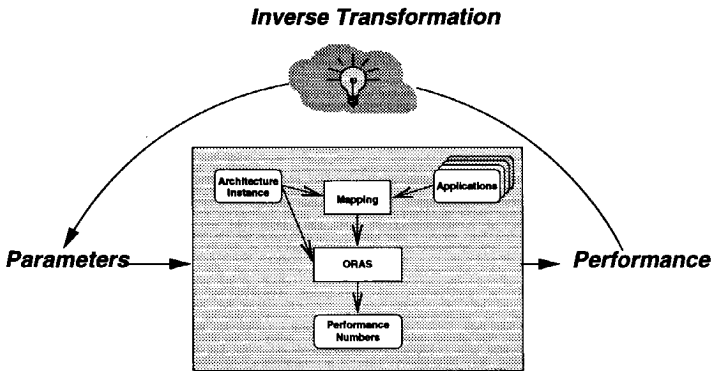 Inverse Transformation
Architecture
Instance
Applications
Mapping
Parameters
ORAS
Performance
Performance
Numbers